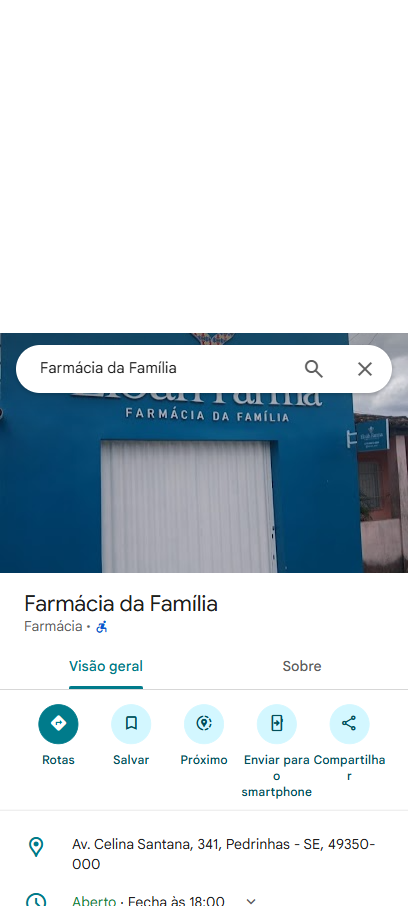 Farmácia da Família
FARMÁCIA DA FAMÍLIA
Farmácia da Família
Farmácia •
Visão geral
Sobre
Rotas
Salvar
Próximo
Enviar para
o
smartphone
Compartilha
r
Av. Celina Santana, 341, Pedrinhas - SE, 49350-
000
Aberto · Fecha às 18:00